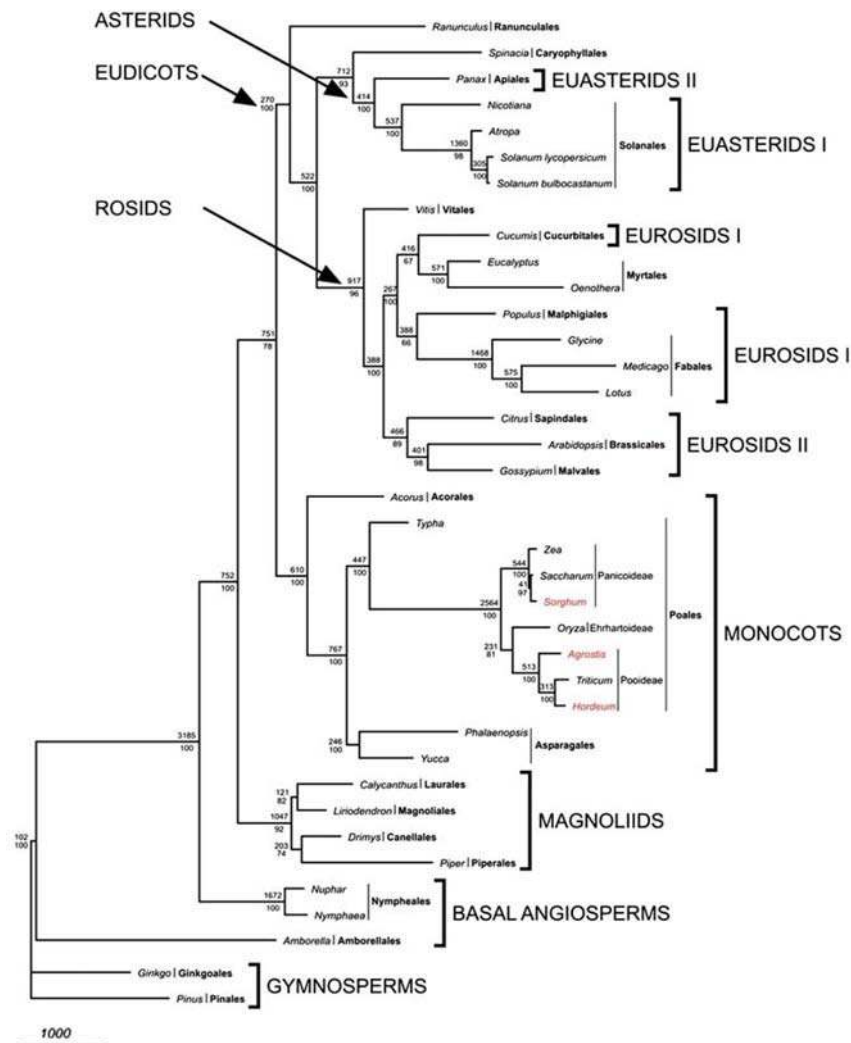 ASTERIDS
Ranunculus | Ranunculales
EUDICOTS
Spinacia | Caryophyllales
712
93
Panax | Apiales
EUASTERIDS II
270
100
414
100
Nicotiana
537
100
Atropa
Solanales
EUASTERIDS I
1360
98
Solanum lycopersicum
305
100
Solanum bulbocastanum
522
100
ROSIDS
Vitis | Vitales
Cucumis | Cucurbitales
EUROSIDS I
416
67
Eucalyptus
571
100
Myrtales
Oenothera
917
96
267
100
Populus | Malphigiales
388
66
Glycine
1468
100
Medicago
Fabales
EUROSIDS I
575
100
Lotus
751
78
388
100
Citrus | Sapindales
466
89
Arabidopsis | Brassicales
EUROSIDS II
401
98
Gossypium | Malvales
Acorus | Acorales
Typha
447
100
Zea
544
100
Saccharum
Panicoideae
41
97
Sorghum
2564
100
Poales
610
100
Oryza | Ehrhartoideae
231
81
MONOCOTS
Agrostis
513
100
Triticum
Pooideae
313
100
Hordeum
752
100
767
100
Phalaenopsis
246
100
Asparagales
Yucca
3185
100
Calycanthus | Laurales
121
82
Liriodendron | Magnoliales
1047
92
MAGNOLIIDS
Drimys | Canellales
203
74
Piper | Piperales
102
100
Nuphar
1672
100
Nympheales
Nymphaea
BASAL ANGIOSPERMS
Amborella | Amborellales
Ginkgo | Ginkgoales
GYMNOSPERMS
Pinus | Pinales
1000